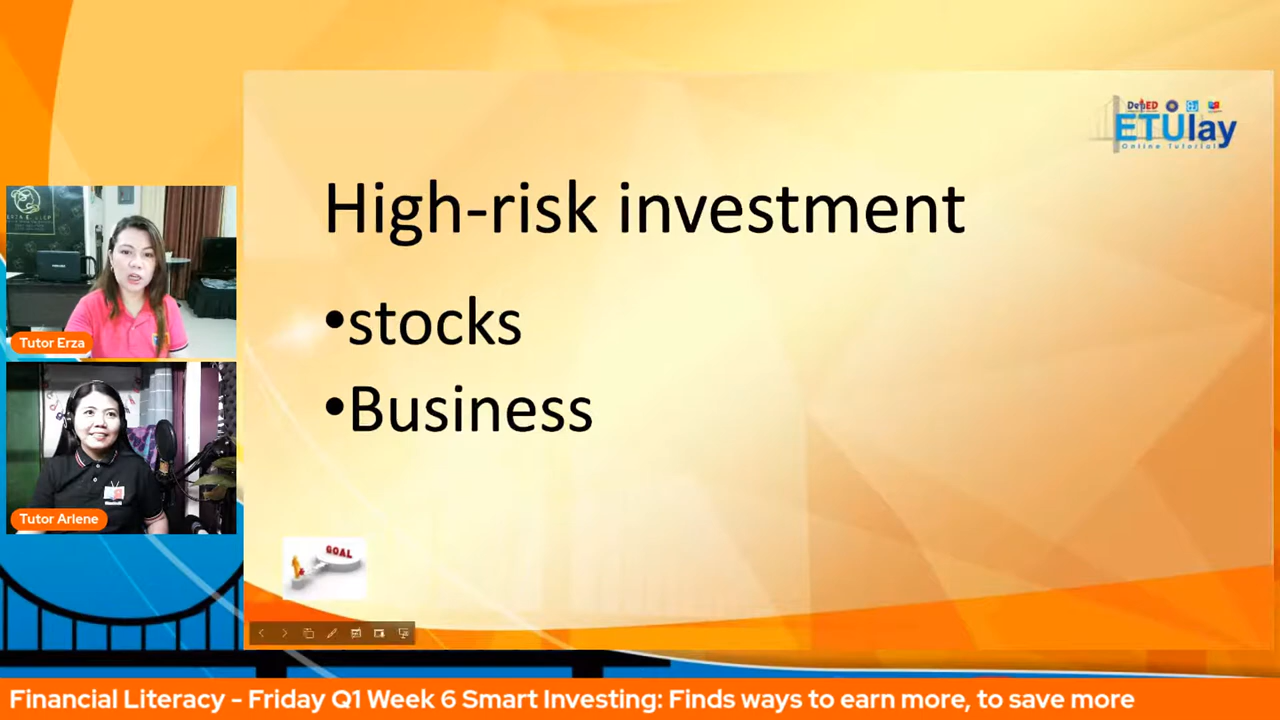 DepED
ETUlay
Online Tutorial
High-risk investment
•stocks
•Business
Tutor Erza
Tutor Arlene
GOAL
Financial Literacy - Friday Q1 Week 6 Smart Investing: Finds ways to earn more, to save more